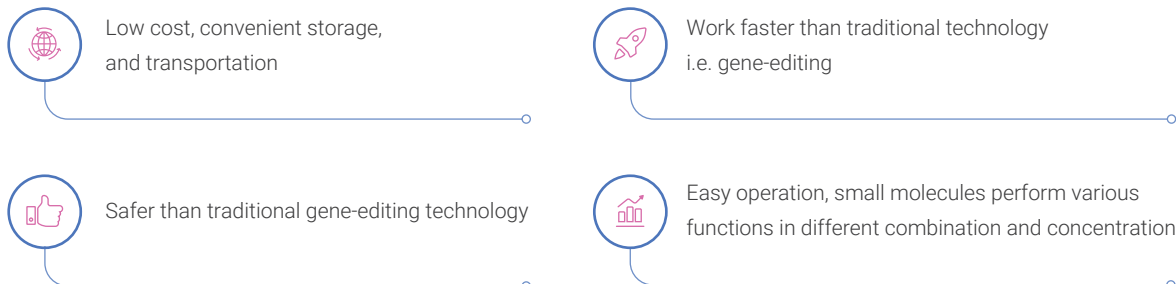 Low cost, convenient storage,
and transportation
Work faster than traditional technology
i.e. gene-editing
Safer than traditional gene-editing technology
Easy operation, small molecules perform various
functions in different combination and concentration